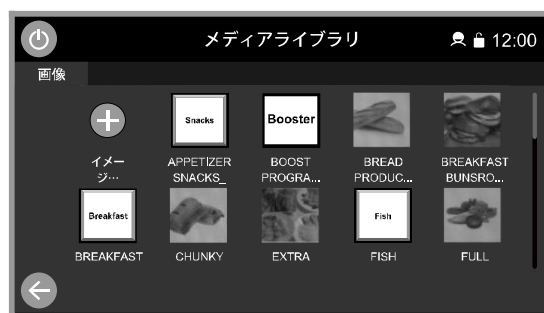 メディアライブラリ
12:00
画像
Snacks
Booster
イメー
ジ…
APPETIZER
SNACKS_
BOOST
PROGRA...
BREAD
PRODUC...
BREAKFAST
BUNSRO...
Breakfast
Fish
BREAKFAST
CHUNKY
EXTRA
FISH
FULL